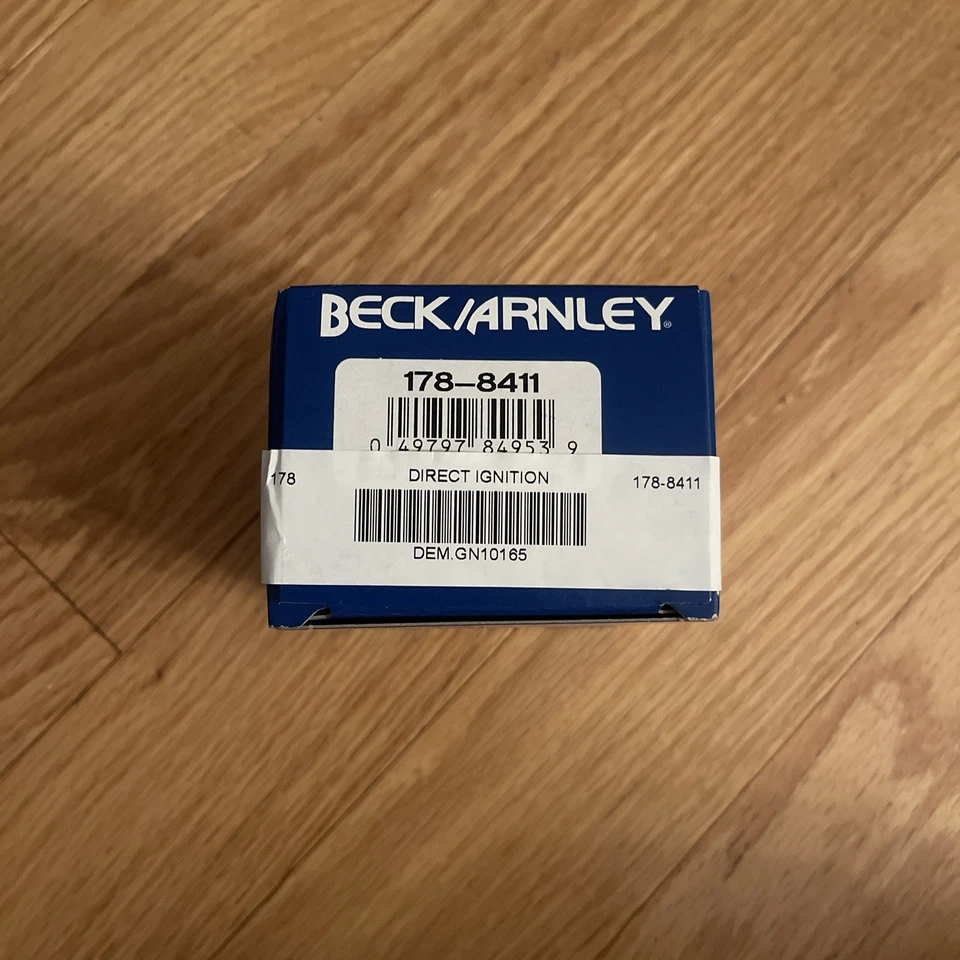 BECK/ARNLEY®
178–8411
0 49797 84953 9
178 DIRECT IGNITION 178-8411
DEM.GN10165